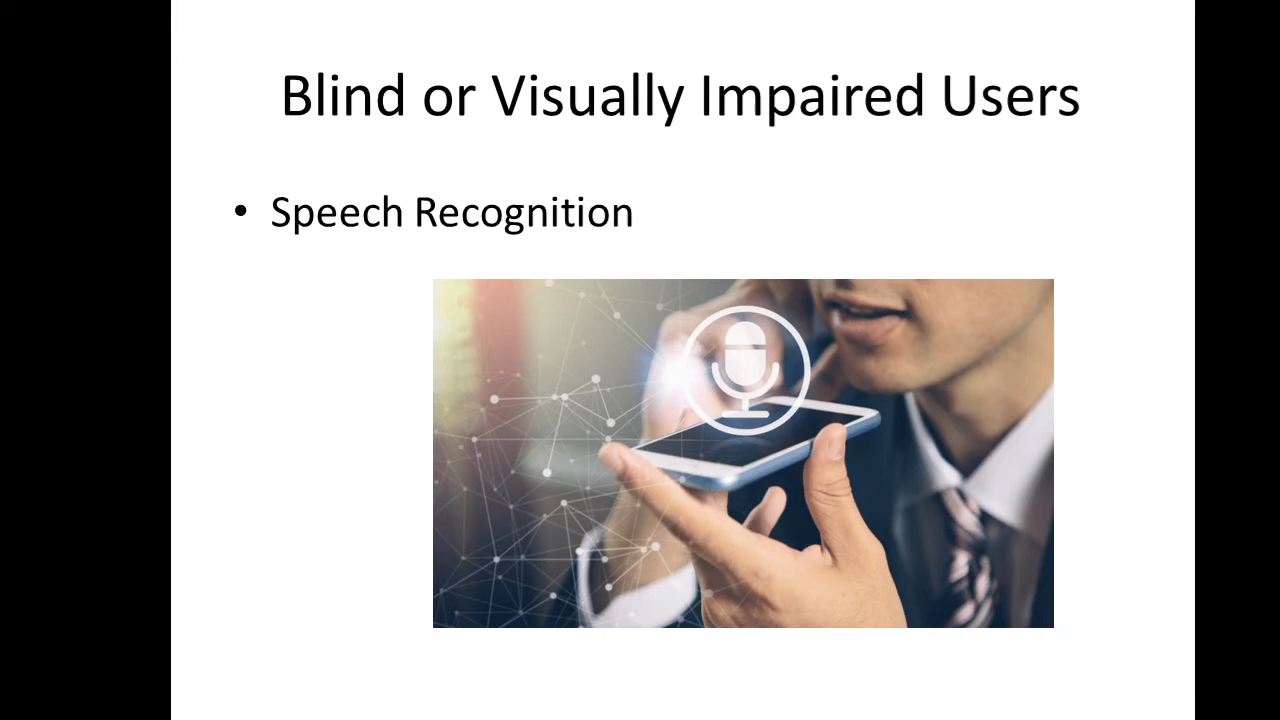 Blind or Visually Impaired Users
• Speech Recognition